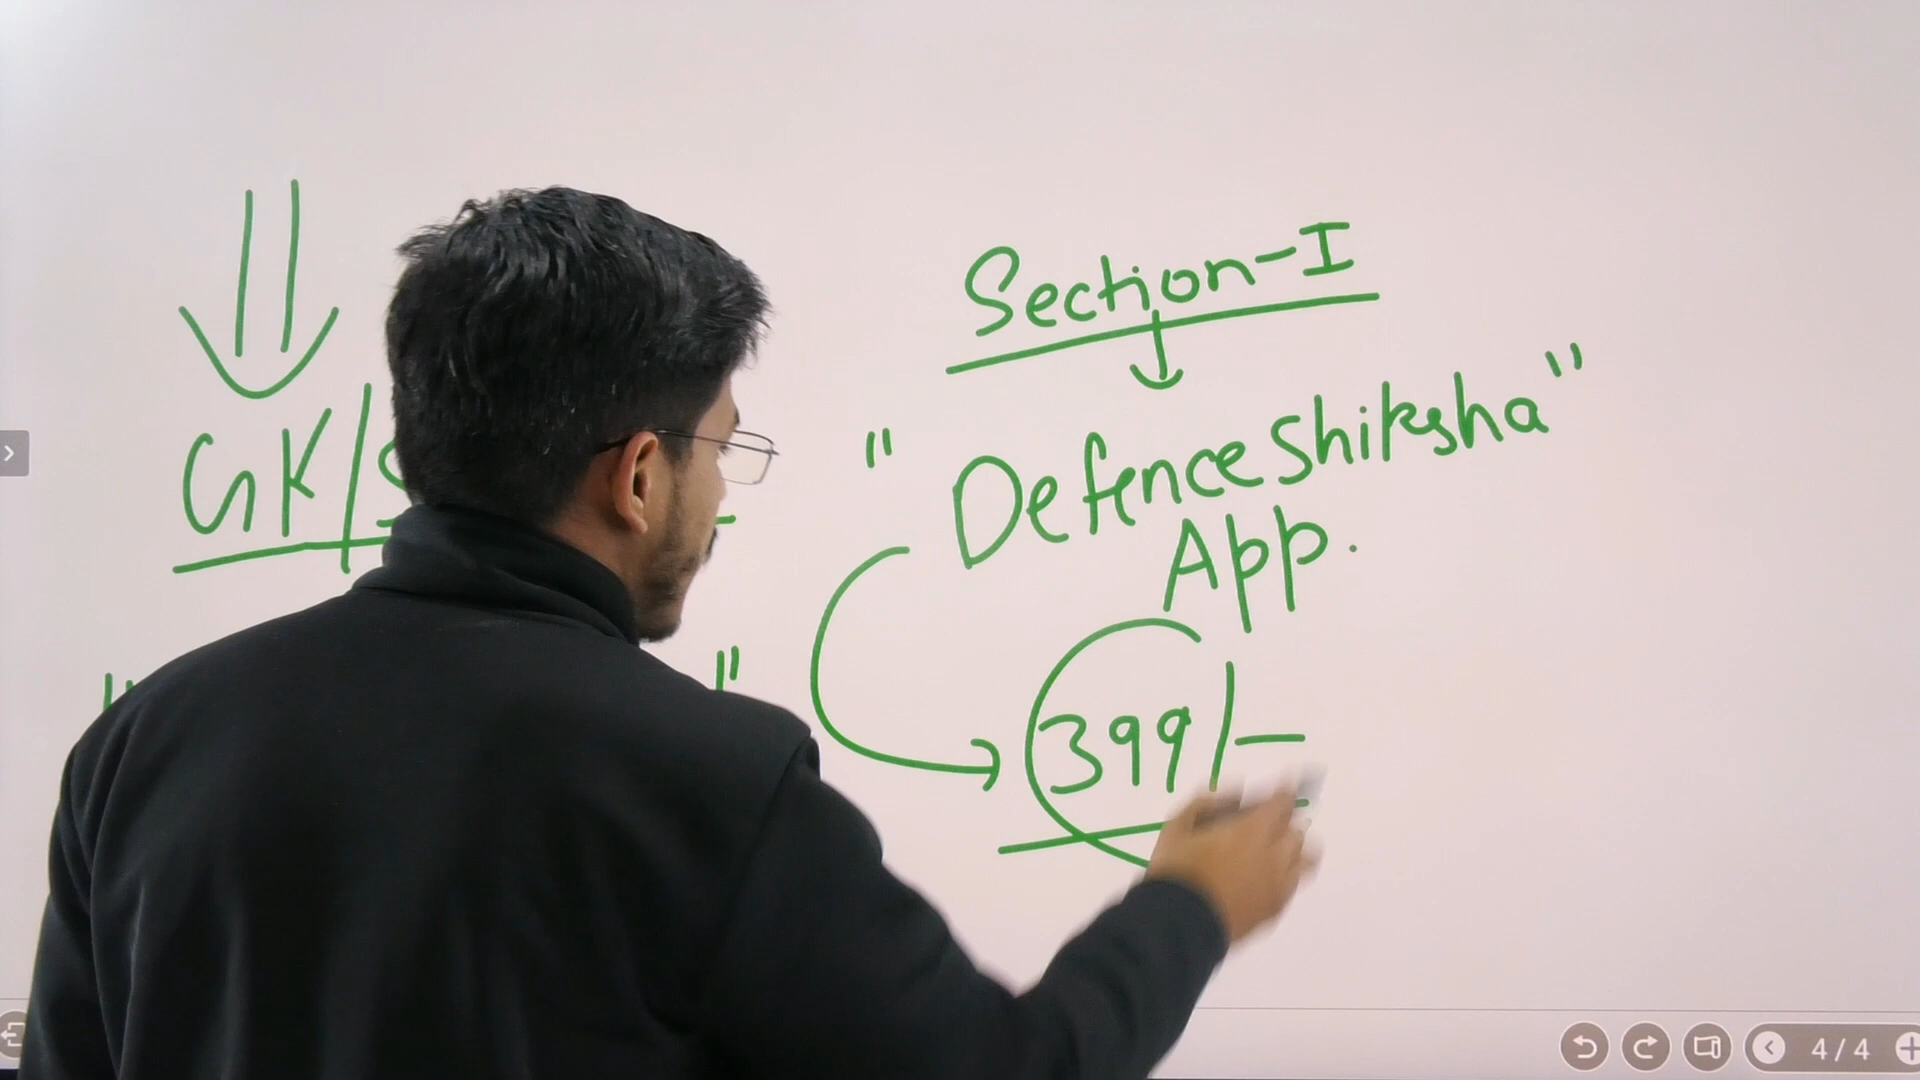 GK/
Section-I
"Defence Shiksha"
App.
399/-
4/4